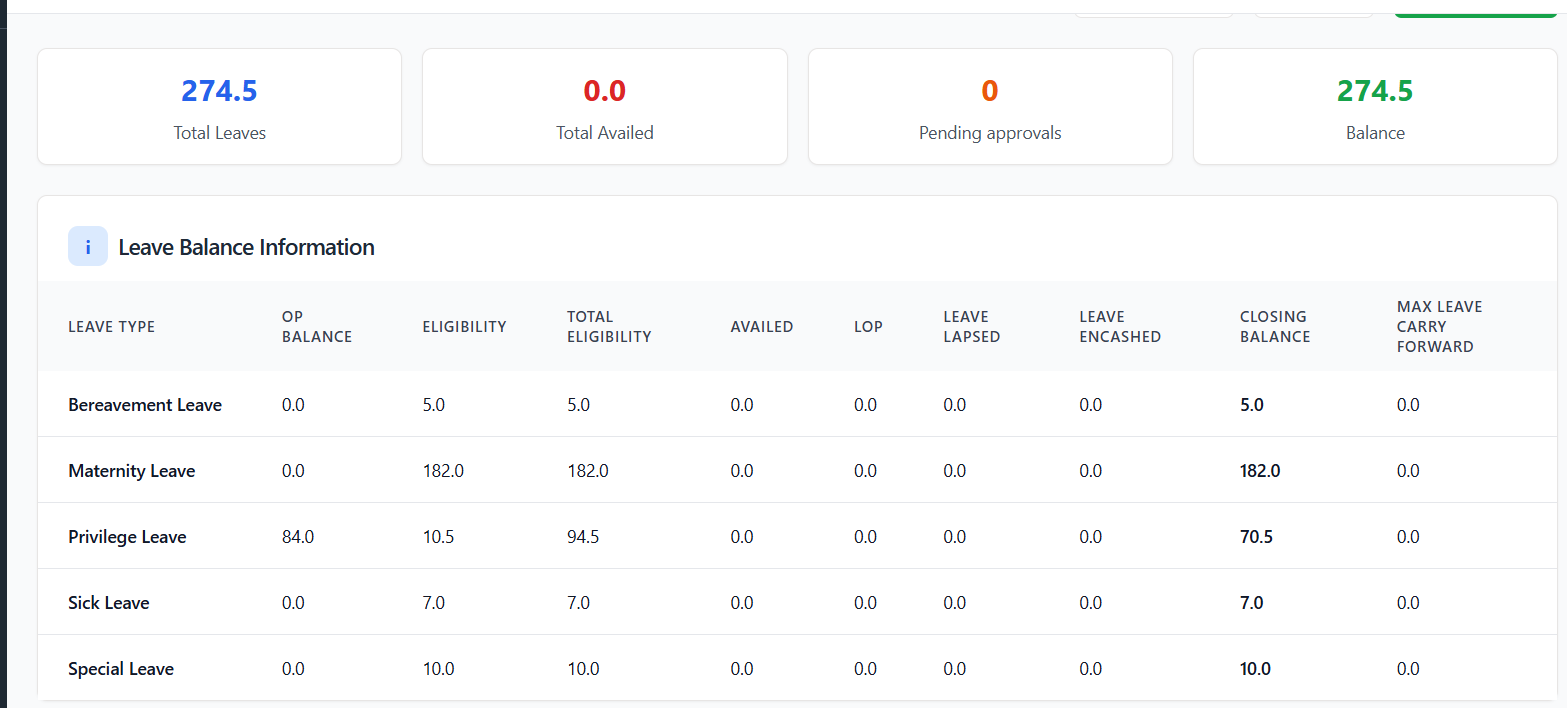 274.5
Total Leaves
0.0
Total Availed
0
Pending approvals
274.5
Balance
i
Leave Balance Information
LEAVE TYPE OP BALANCE ELIGIBILITY TOTAL ELIGIBILITY AVAILED LOP LEAVE LAPSED LEAVE ENCASHED CLOSING BALANCE MAX LEAVE CARRY FORWARD
Bereavement Leave 0.0 5.0 5.0 0.0 0.0 0.0 0.0 5.0 0.0
Maternity Leave 0.0 182.0 182.0 0.0 0.0 0.0 0.0 182.0 0.0
Privilege Leave 84.0 10.5 94.5 0.0 0.0 0.0 0.0 70.5 0.0
Sick Leave 0.0 7.0 7.0 0.0 0.0 0.0 0.0 7.0 0.0
Special Leave 0.0 10.0 10.0 0.0 0.0 0.0 0.0 10.0 0.0